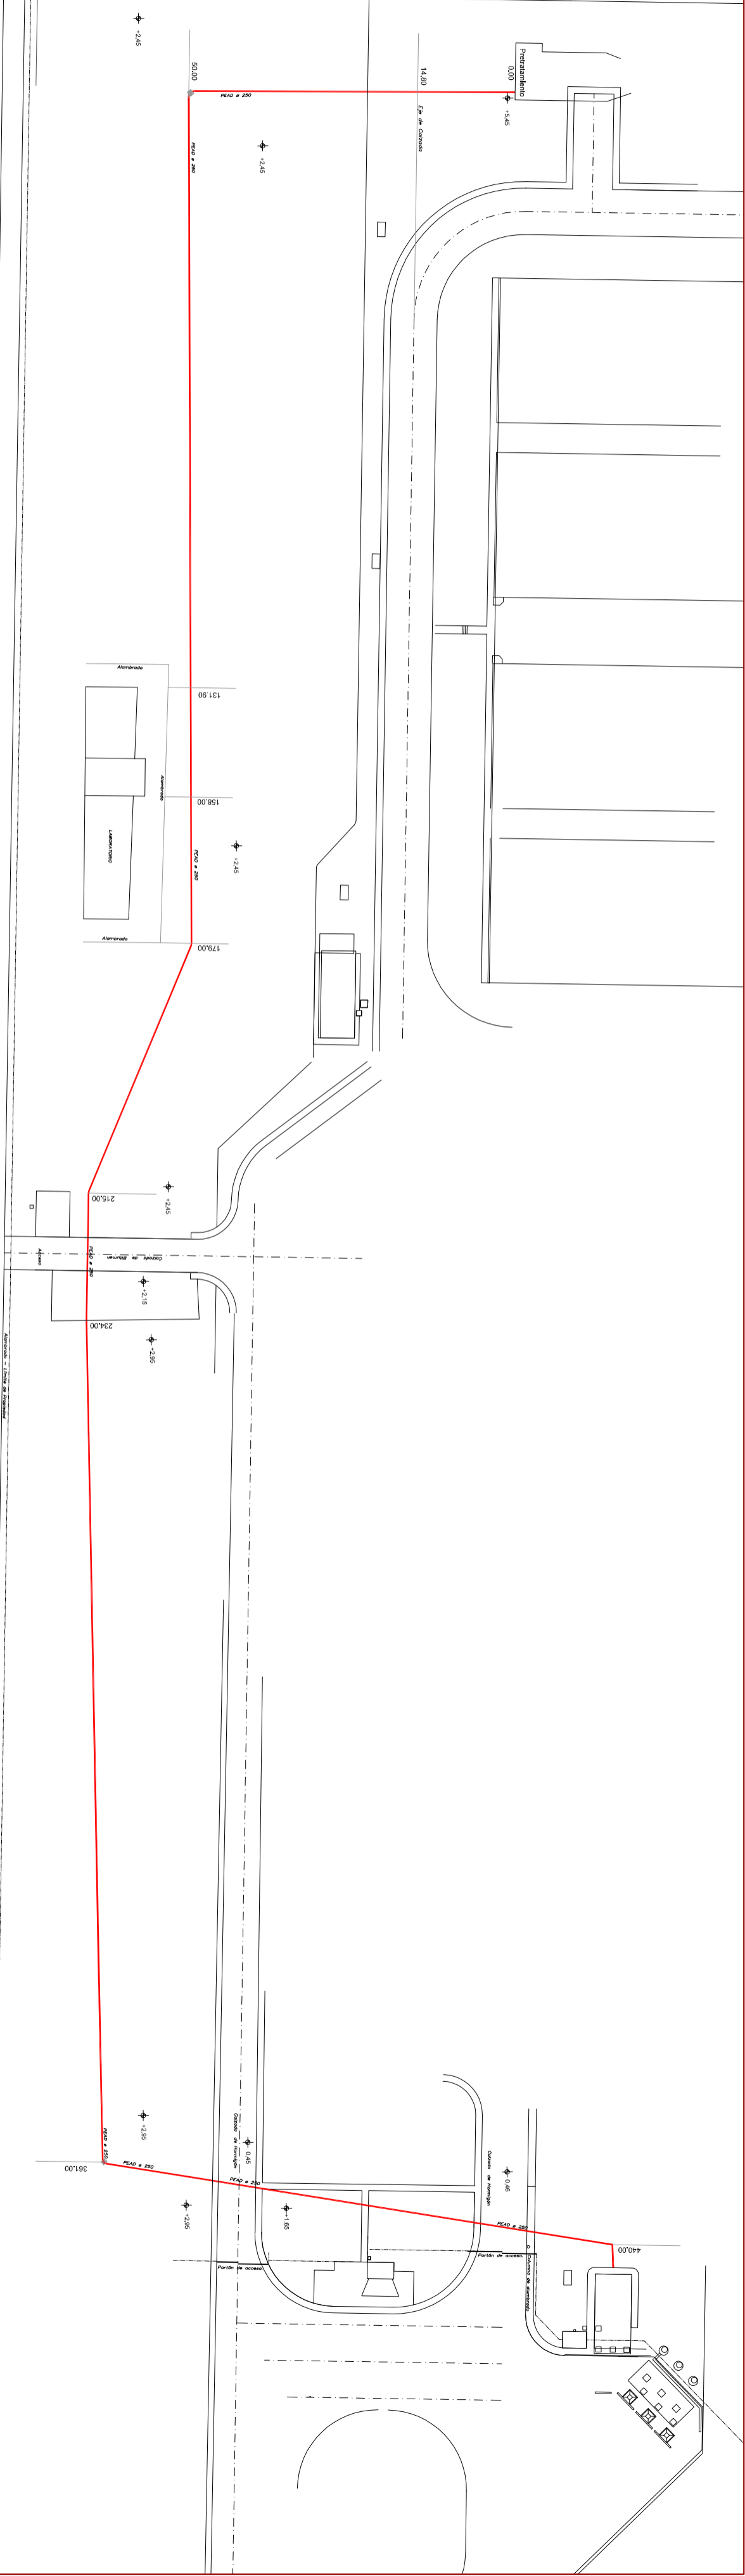 +2,45
50,00
14,80
0,00
Pretratamiento
+5,45
PEAD ø 250
Eje de Calzada
PEAD ø 250
+2,45
Alambrado
131.90
Alambrado
158.00
LABORATORIO
PEAD ø 250
+2,45
Alambrado
179.00
+2,45
215,00
Acceso
PEAD ø 250
Calzada de Bitumen
+2,15
234,00
+2,95
Alambrado - Límite de Propiedad
+2,95
PEAD ø 250
361,00
PEAD ø 250
Calzada de Hormigón
0,45
PEAD ø 250
+2,95
+1,65
Calzada de Hormigón
0,46
PEAD ø 250
440,00
Portón de acceso.
Portón de acceso.
O Columna de alumbrado